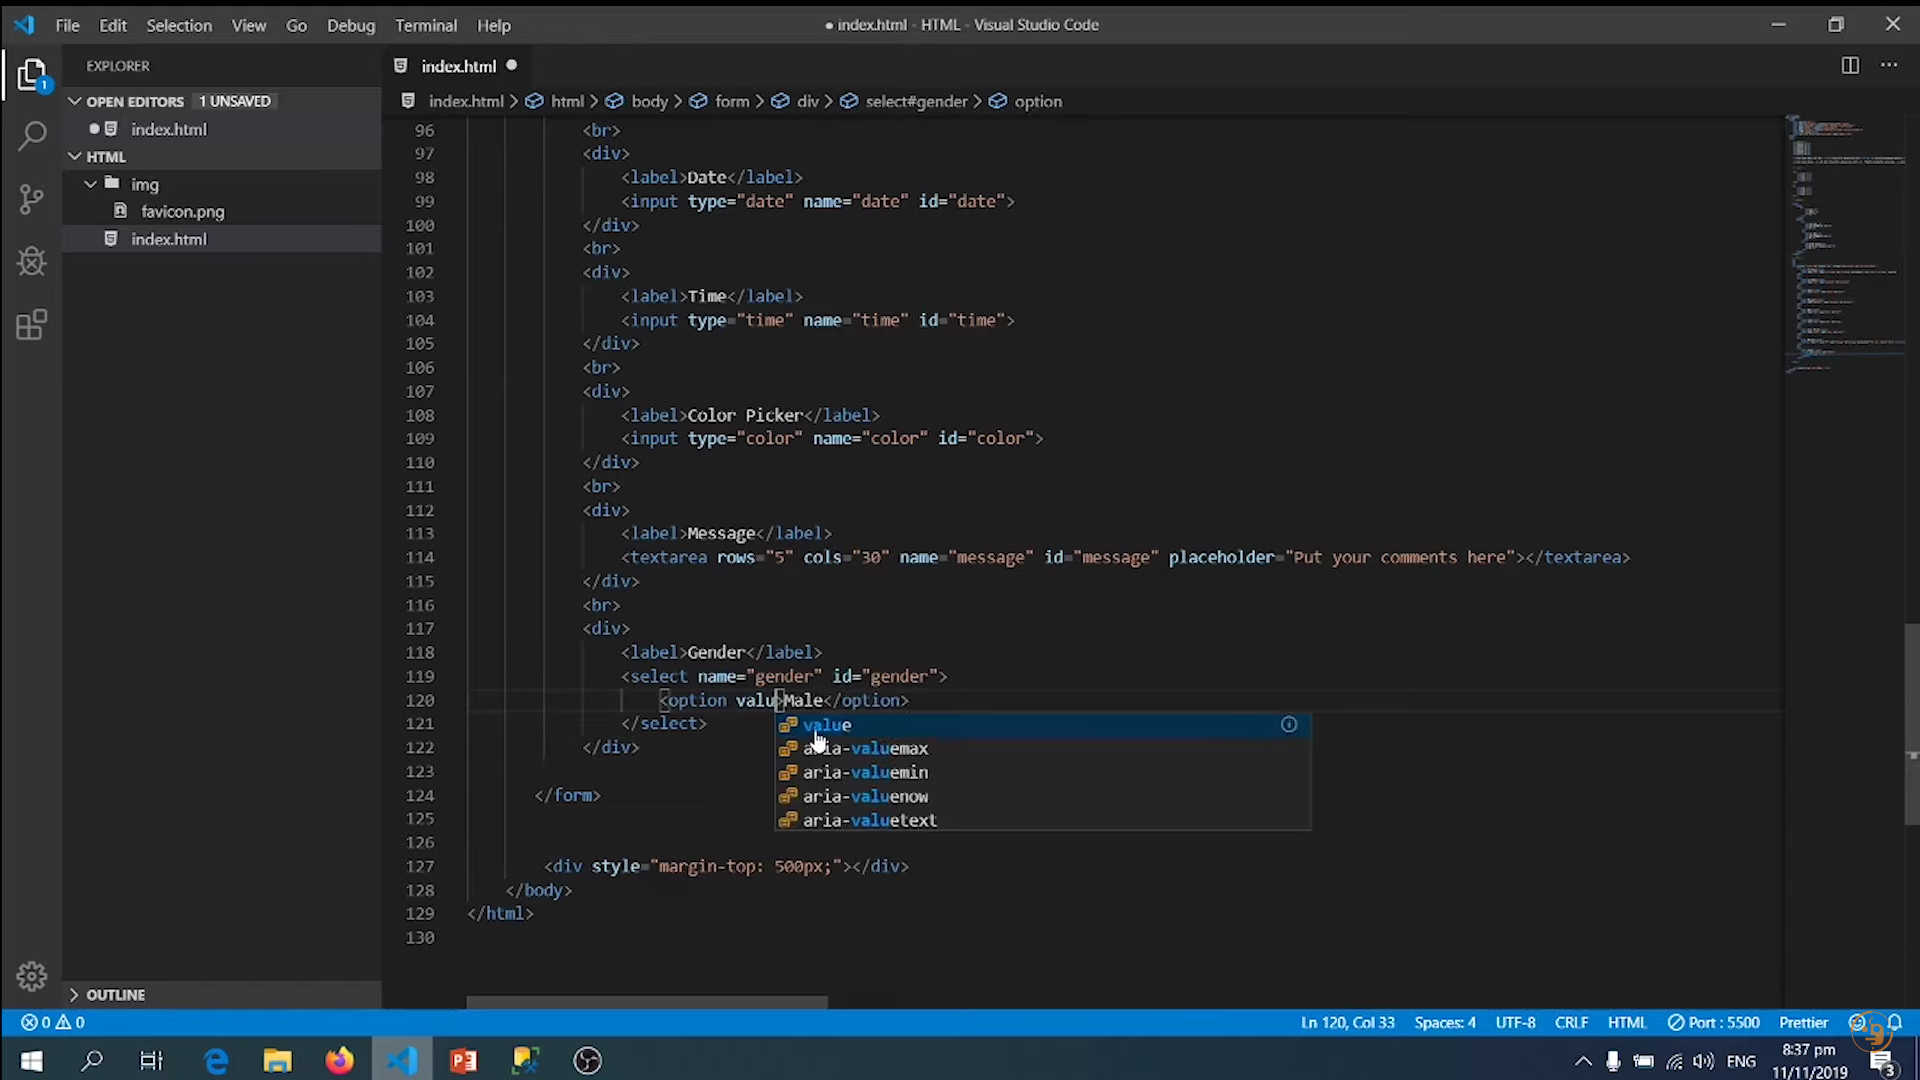 File Edit Selection View Go Debug Terminal Help
● index.html - HTML - Visual Studio Code
EXPLORER
OPEN EDITORS 1 UNSAVED
index.html
HTML
img
favicon.png
index.html
OUTLINE
1
index.html
index.html > html > body > form > div > select#gender > option
96 <br>
97 <div>
98 <label>Date</label>
99 <input type="date" name="date" id="date">
100 </div>
101 <br>
102 <div>
103 <label>Time</label>
104 <input type="time" name="time" id="time">
105 </div>
106 <br>
107 <div>
108 <label>Color Picker</label>
109 <input type="color" name="color" id="color">
110 </div>
111 <br>
112 <div>
113 <label>Message</label>
114 <textarea rows="5" cols="30" name="message" id="message" placeholder="Put your comments here"></textarea>
115 </div>
116 <br>
117 <div>
118 <label>Gender</label>
119 <select name="gender" id="gender">
120 <option valu>Male</option>
121 </select>
122 </div>
123
124 </form>
125
126
127 <div style="margin-top: 500px;"></div>
128 </body>
129 </html>
130
value
aria-valuemax
aria-valuemin
aria-valuenow
aria-valuetext
0 0
Ln 120, Col 33 Spaces: 4 UTF-8 CRLF HTML Port : 5500 Prettier
ENG
8:37 pm
11/11/2019
3